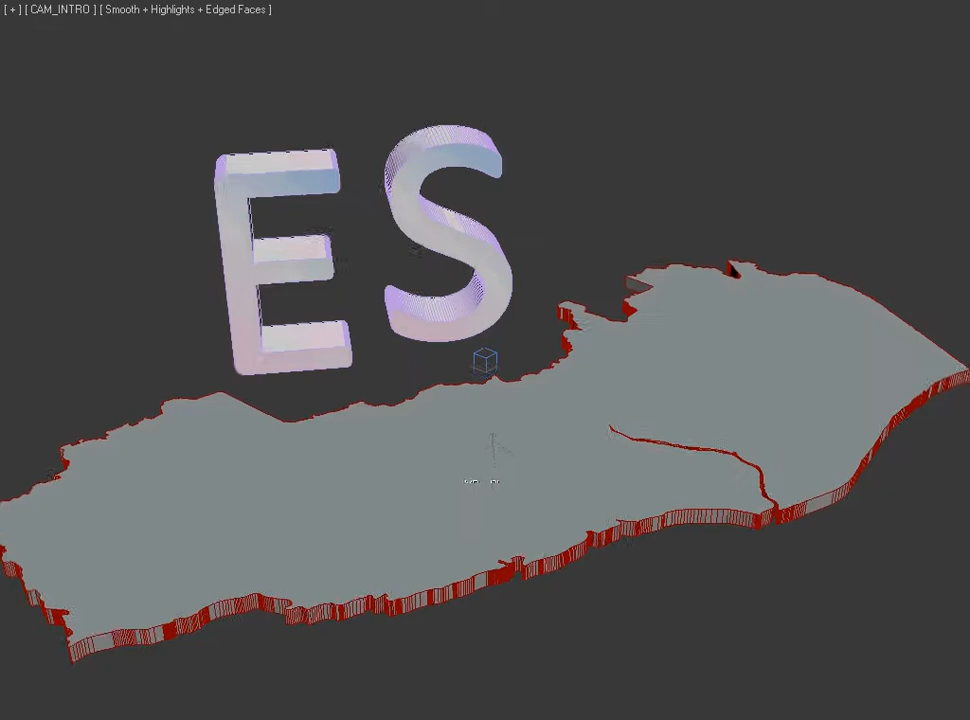 [ + ] [ CAM_INTRO ] [ Smooth + Highlights + Edged Faces ]
ES